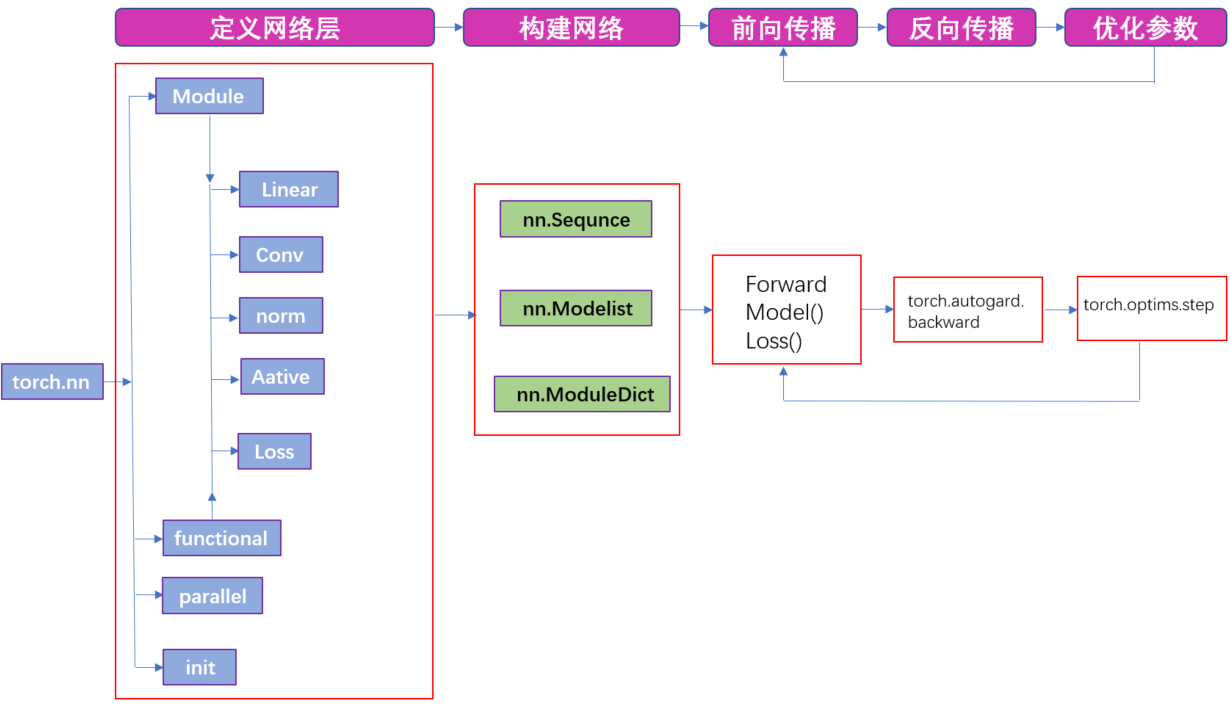 定义网络层
构建网络
前向传播
反向传播
优化参数
torch.nn
Module
Linear
Conv
norm
Aative
Loss
functional
parallel
init
nn.Sequnce
nn.Modelist
nn.ModuleDict
Forward
Model()
Loss()
torch.autogard.
backward
torch.optims.step